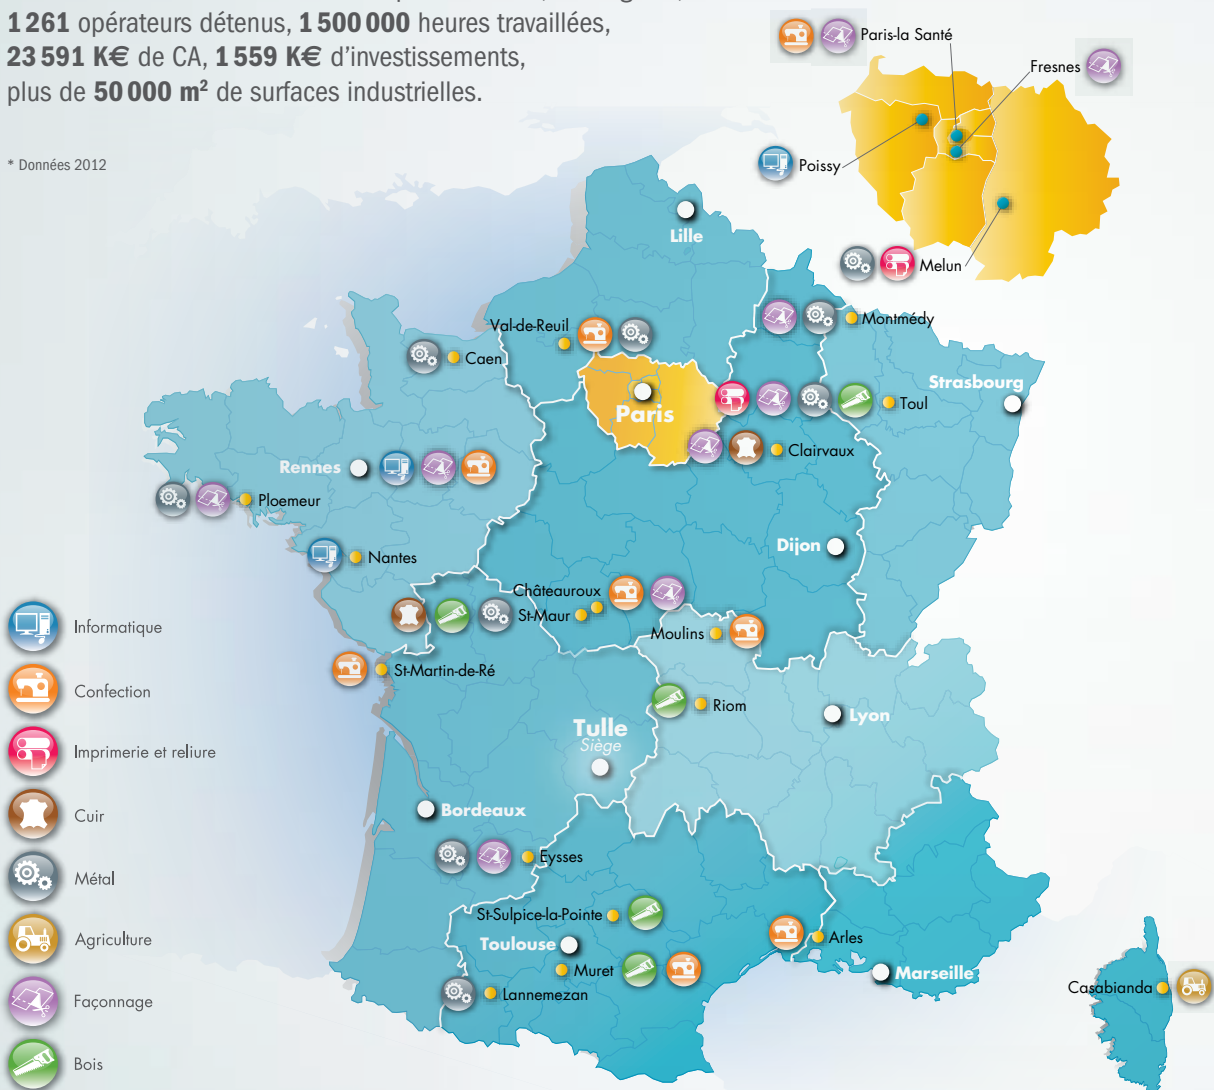 1 261 opérateurs détenus, 1 500 000 heures travaillées,
23 591 K€ de CA, 1 559 K€ d'investissements,
plus de 50 000 m² de surfaces industrielles.
* Données 2012
Paris-la Santé
Fresnes
Poissy
Melun
Lille
Val-de-Reuil
Montmédy
Caen
Strasbourg
Paris
Toul
Clairvaux
Rennes
Ploemeur
Dijon
Nantes
Châteauroux
St-Maur
Moulins
St-Martin-de-Ré
Riom
Lyon
Tulle
Siège
Bordeaux
Eysses
St-Sulpice-la-Pointe
Toulouse
Arles
Muret
Marseille
Lannemezan
Casabianda
Informatique
Confection
Imprimerie et reliure
Cuir
Métal
Agriculture
Façonnage
Bois